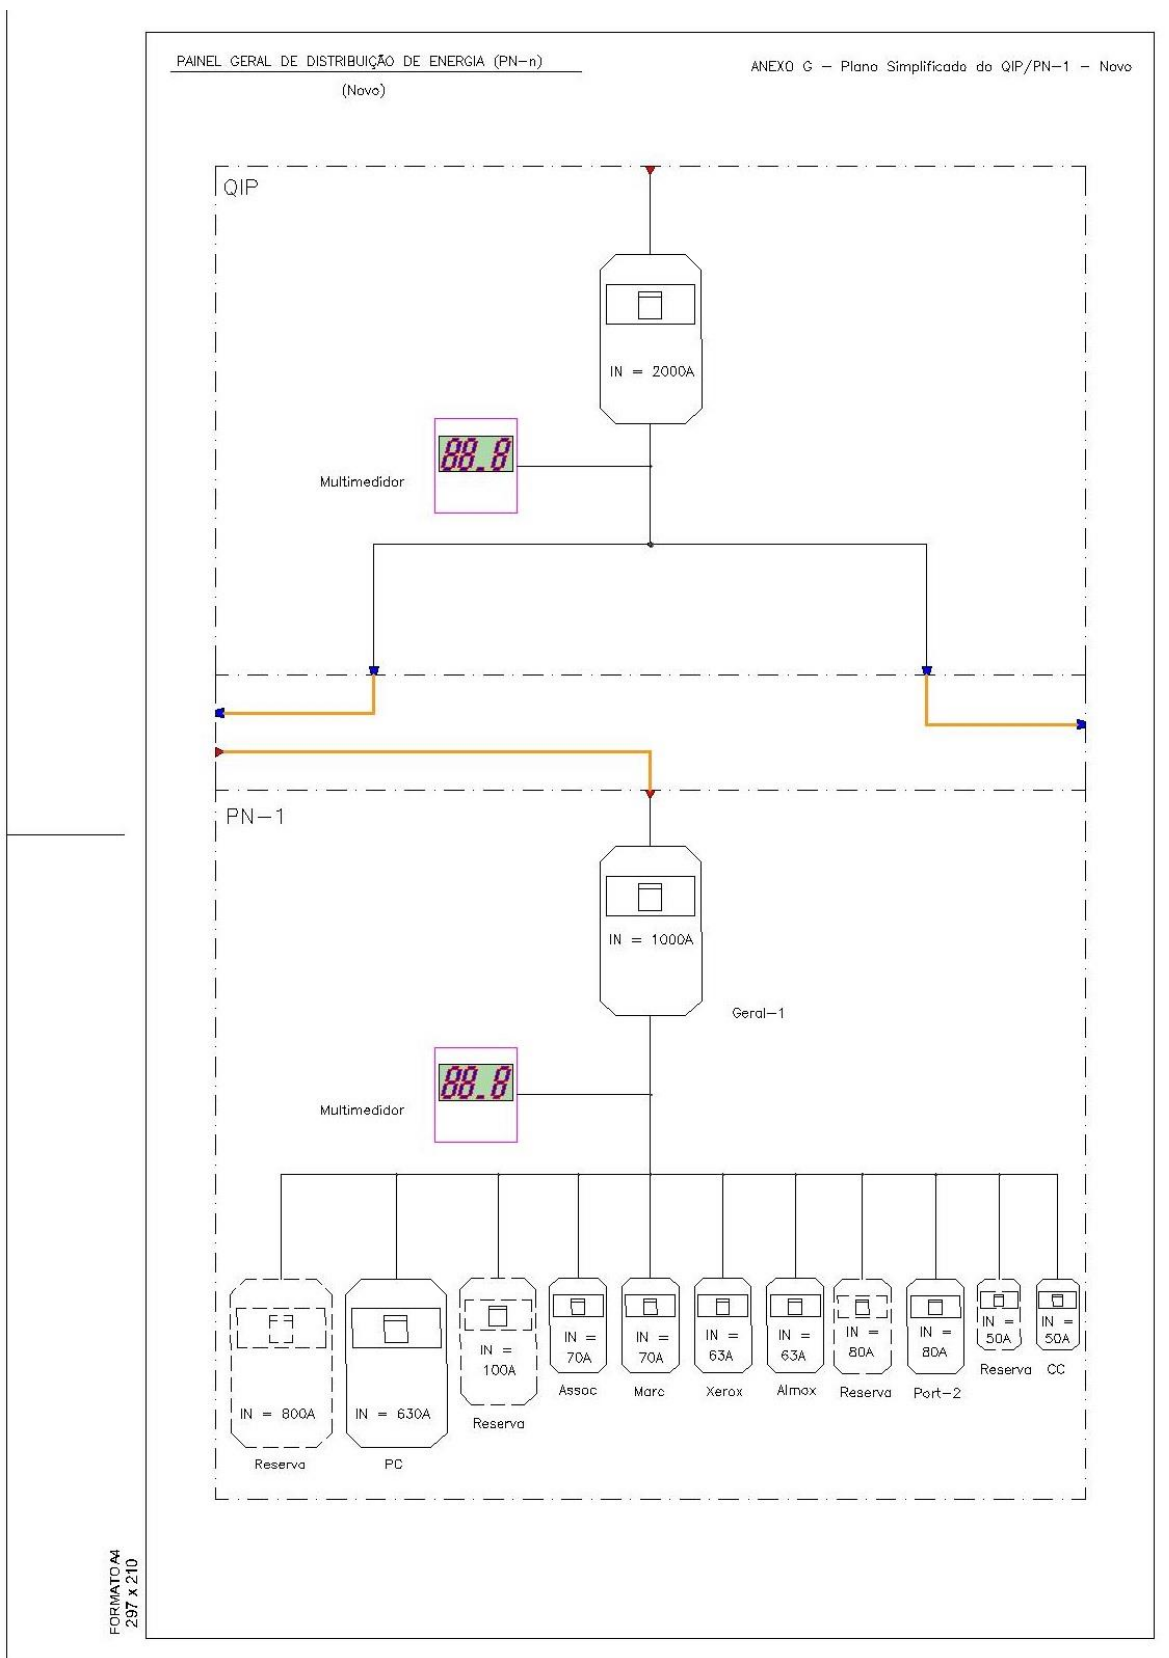 PAINEL GERAL DE DISTRIBUIÇÃO DE ENERGIA (PN-n)
(Novo)
ANEXO G - Plano Simplificado do QIP/PN-1 - Novo
QIP
IN = 2000A
88.8
Multimedidor
PN-1
IN = 1000A
Geral-1
88.8
Multimedidor
IN = 800A
Reserva
IN = 630A
PC
IN =
100A
Reserva
IN =
70A
Assoc
IN =
70A
Marc
IN =
63A
Xerox
IN =
63A
Almox
IN =
80A
Reserva
IN =
80A
Port-2
IN =
50A
Reserva
IN =
50A
CC
FORMATO A4
297 x 210